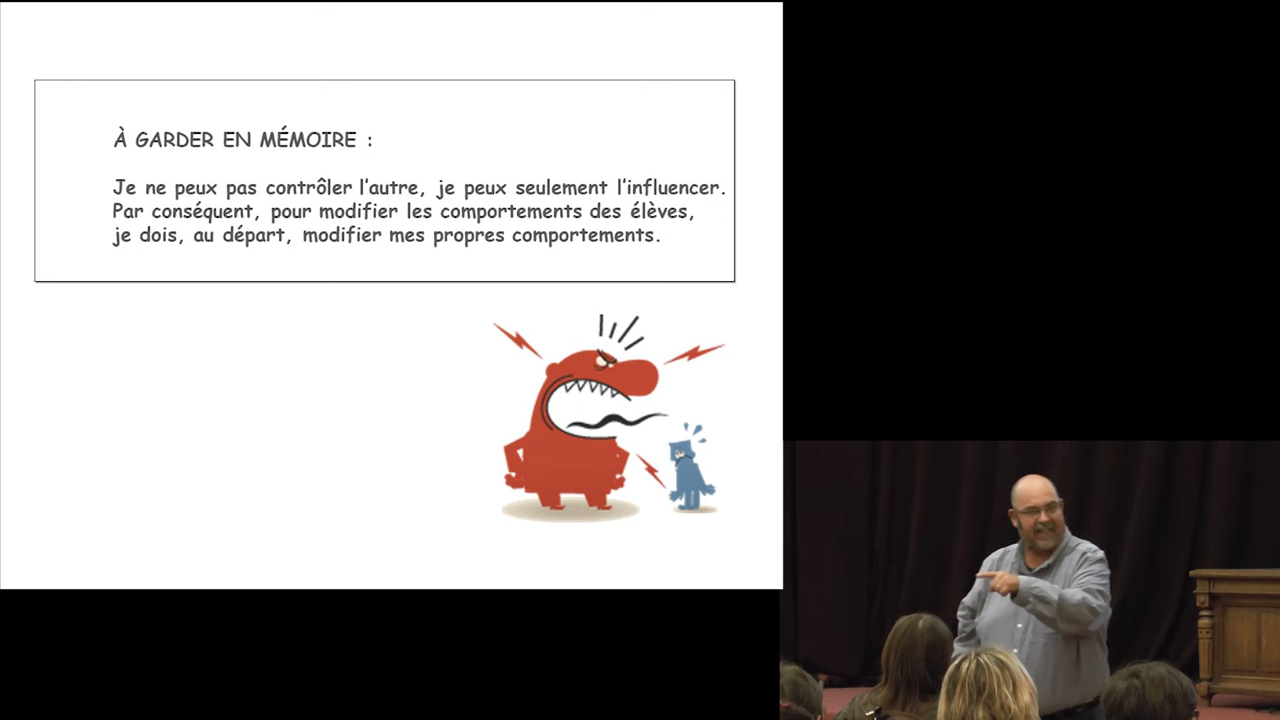 À GARDER EN MÉMOIRE :
Je ne peux pas contrôler l'autre, je peux seulement l'influencer.
Par conséquent, pour modifier les comportements des élèves,
je dois, au départ, modifier mes propres comportements.